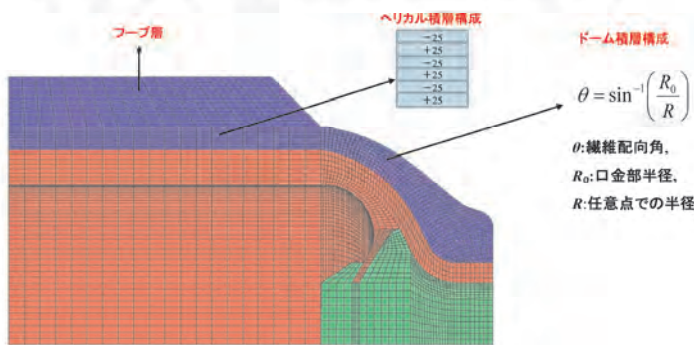 フープ層
ヘリカル積層構成
−25
+25
−25
+25
−25
+25
ドーム積層構成
θ = sin⁻¹(R₀/R)
θ:繊維配向角,
R₀:口金部半径,
R:任意点での半径